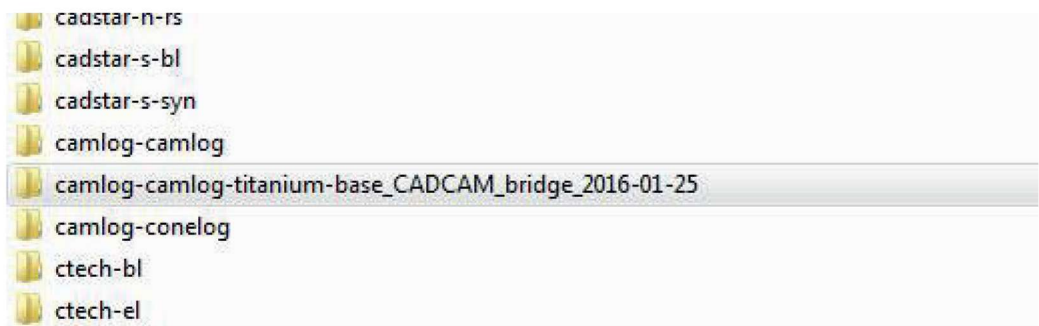 cadstar-n-rs
cadstar-s-bl
cadstar-s-syn
camlog-camlog
camlog-camlog-titanium-base_CADCAM_bridge_2016-01-25
camlog-conelog
ctech-bl
ctech-el